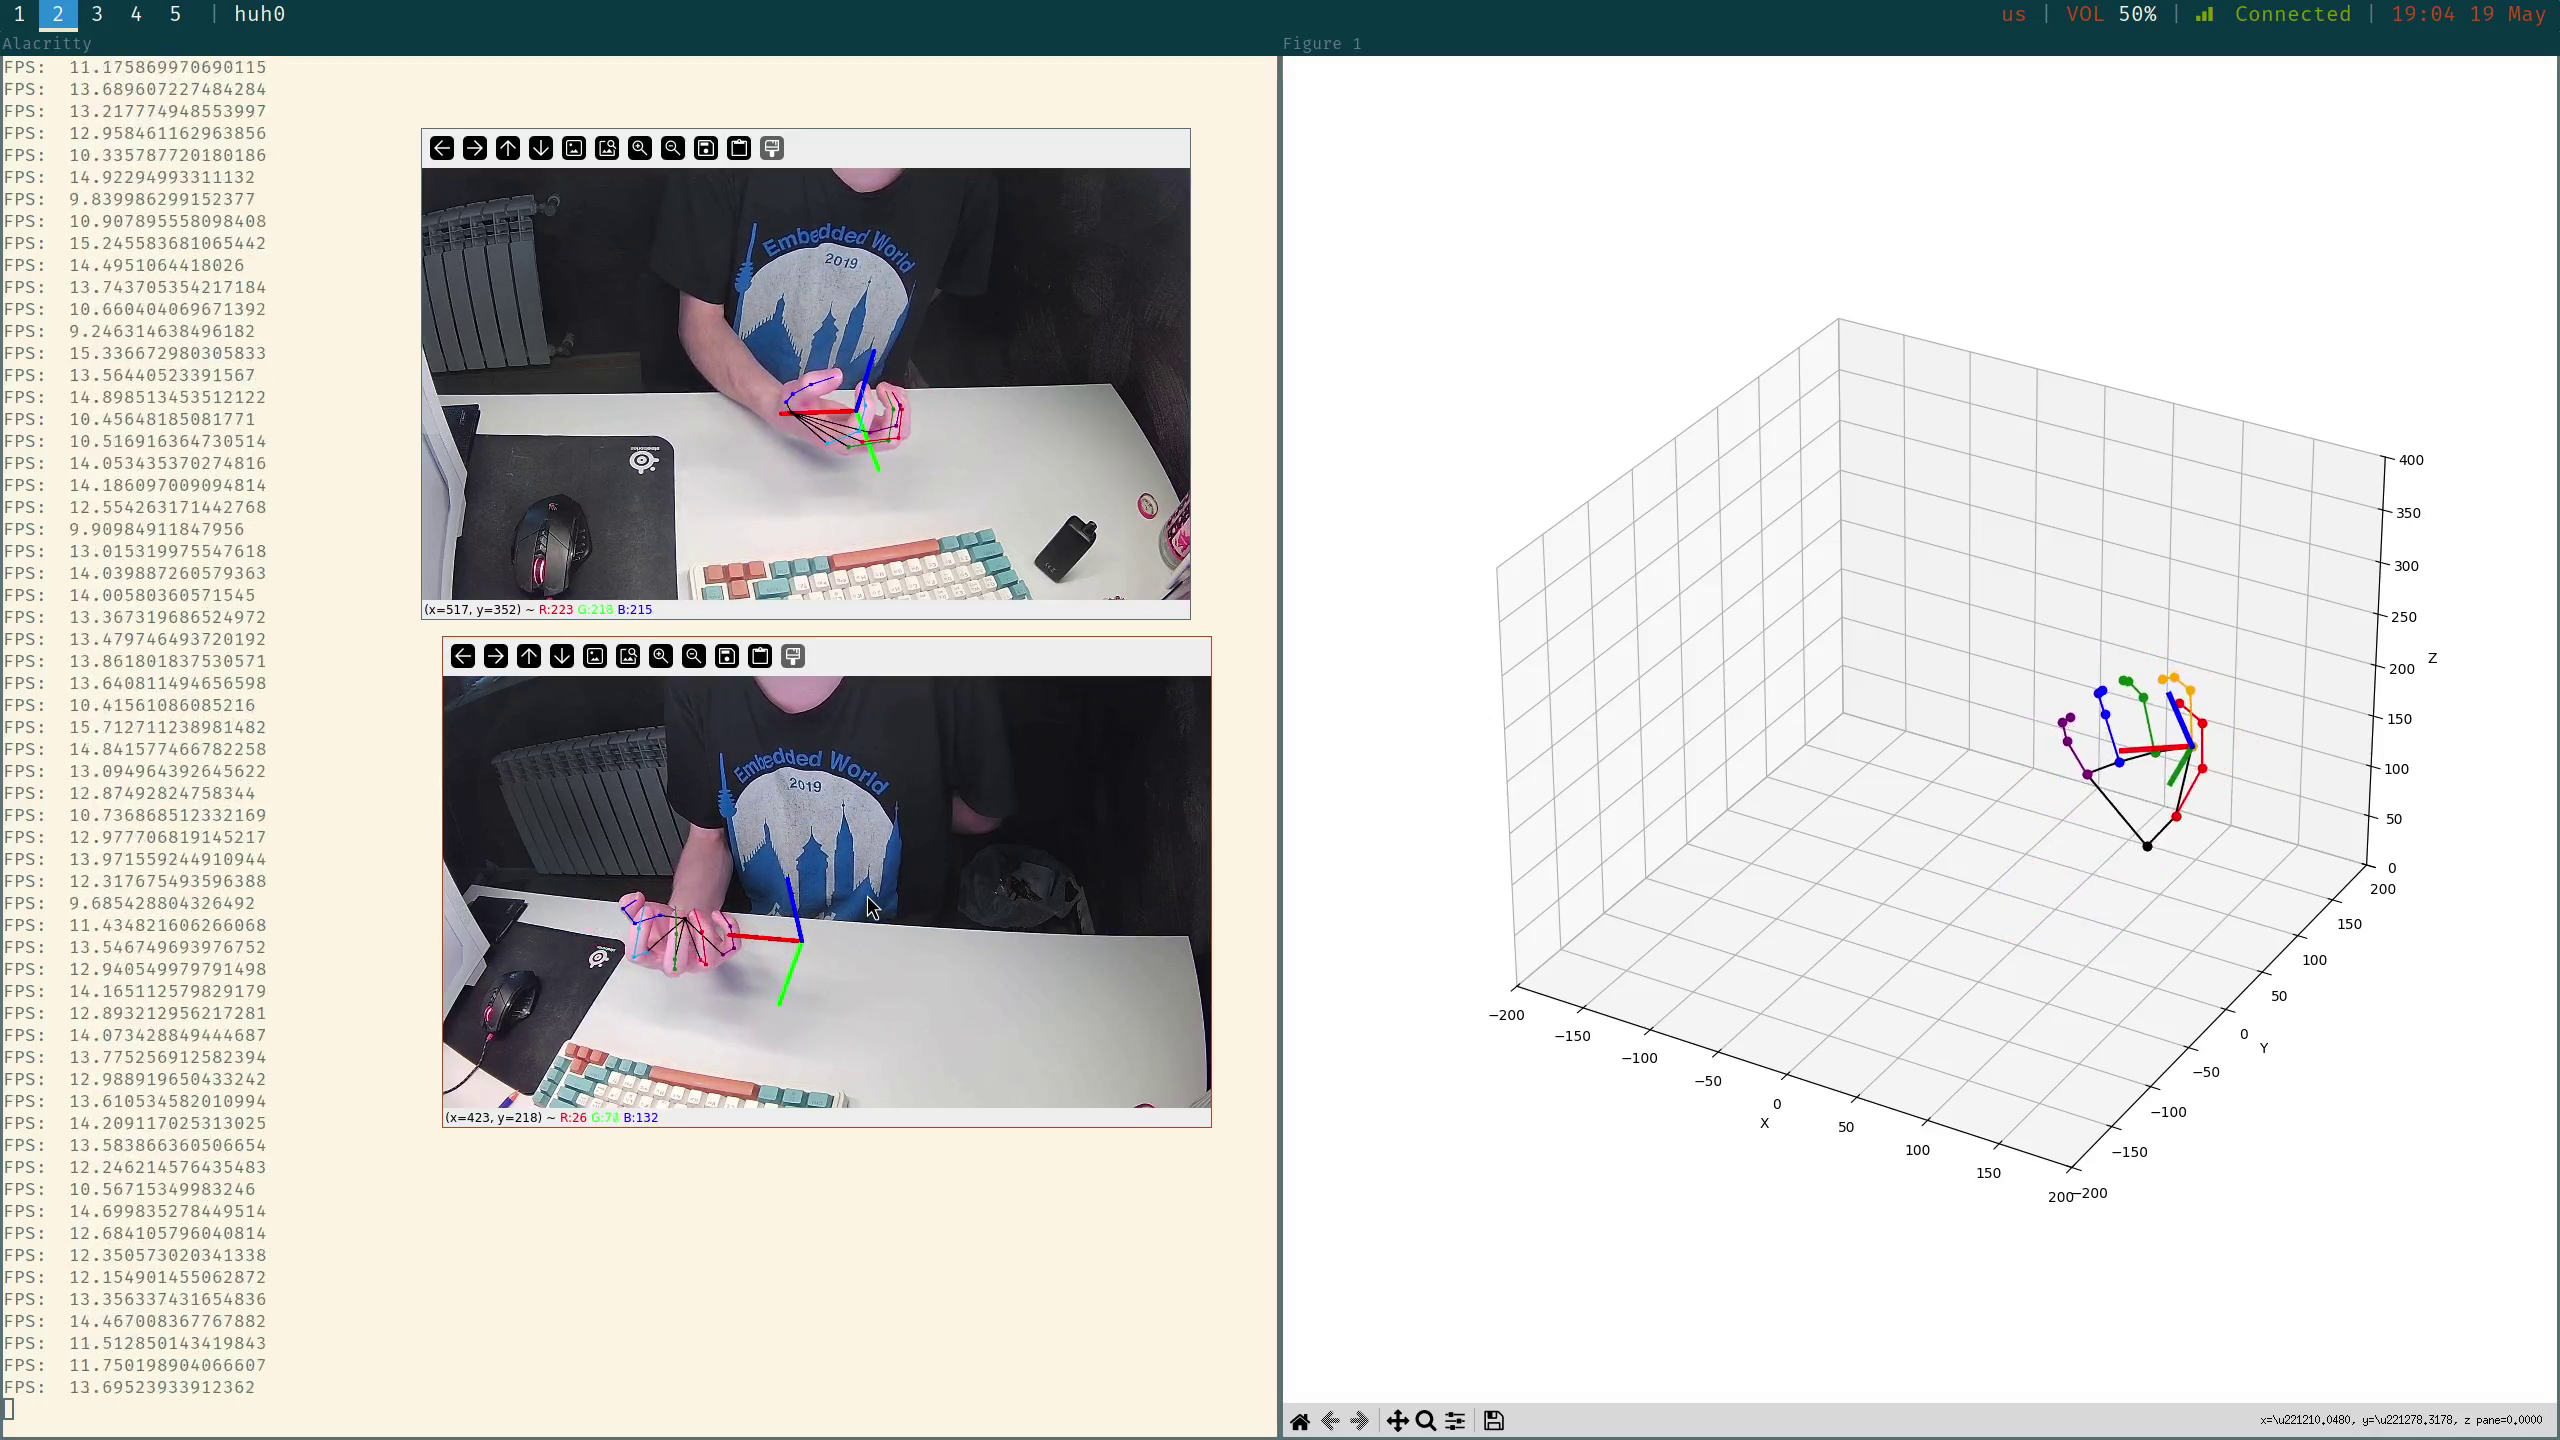 1 2 3 4 5 | huh0
us | VOL 50% | Connected | 19:04 19 May
Alacritty
Figure 1
FPS: 11.175869970690115
FPS: 13.689607227484284
FPS: 13.217774948553997
FPS: 12.958461162963856
FPS: 10.335787720180186
FPS: 14.92294993311132
FPS: 9.839986299152377
FPS: 10.907895558098408
FPS: 15.245583681065442
FPS: 14.4951064418026
FPS: 13.743705354217184
FPS: 10.660404069671392
FPS: 9.246314638496182
FPS: 15.336672980305833
FPS: 13.56440523391567
FPS: 14.898513453512122
FPS: 10.45648185081771
FPS: 10.516916364730514
FPS: 14.053435370274816
FPS: 14.186097009094814
FPS: 12.554263171442768
FPS: 9.90984911847956
FPS: 13.015319975547618
FPS: 14.039887260579363
FPS: 14.00580360571545
FPS: 13.367319686524972
FPS: 13.479746493720192
FPS: 13.861801837530571
FPS: 13.640811494656598
FPS: 10.41561086085216
FPS: 15.712711238981482
FPS: 14.841577466782258
FPS: 13.094964392645622
FPS: 12.87492824758344
FPS: 10.736868512332169
FPS: 12.977706819145217
FPS: 13.971559244910944
FPS: 12.317675493596388
FPS: 9.685428804326492
FPS: 11.434821606266068
FPS: 13.546749693976752
FPS: 12.940549979791498
FPS: 14.165112579829179
FPS: 12.893212956217281
FPS: 14.073428849444687
FPS: 13.775256912582394
FPS: 12.988919650433242
FPS: 13.610534582010994
FPS: 14.209117025313025
FPS: 13.583866360506654
FPS: 12.246214576435483
FPS: 10.56715349983246
FPS: 14.699835278449514
FPS: 12.684105796040814
FPS: 12.350573020341338
FPS: 12.154901455062872
FPS: 13.356337431654836
FPS: 14.467008367767882
FPS: 11.512850143419843
FPS: 11.750198904066607
FPS: 13.69523933912362
Embedded World
2019
steelseries
(x=517, y=352) ~ R:223 G:218 B:215
Embedded World
2019
(x=423, y=218) ~ R:26 B:132
400
350
300
250
200
150
100
50
0
Z
200
150
100
50
0
−50
−100
−150
−200
Y
−200
−150
−100
−50
0
50
100
150
200
X
x=\u221210.0480, y=\u221278.3178, z pane=0.0000